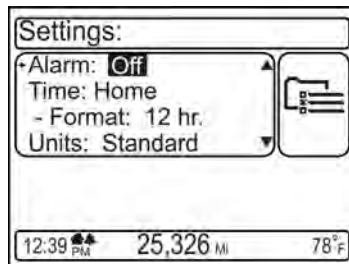 Settings:
Alarm: Off
Time: Home
- Format: 12 hr.
Units: Standard
12:39 PM 25,326 Mi 78°F